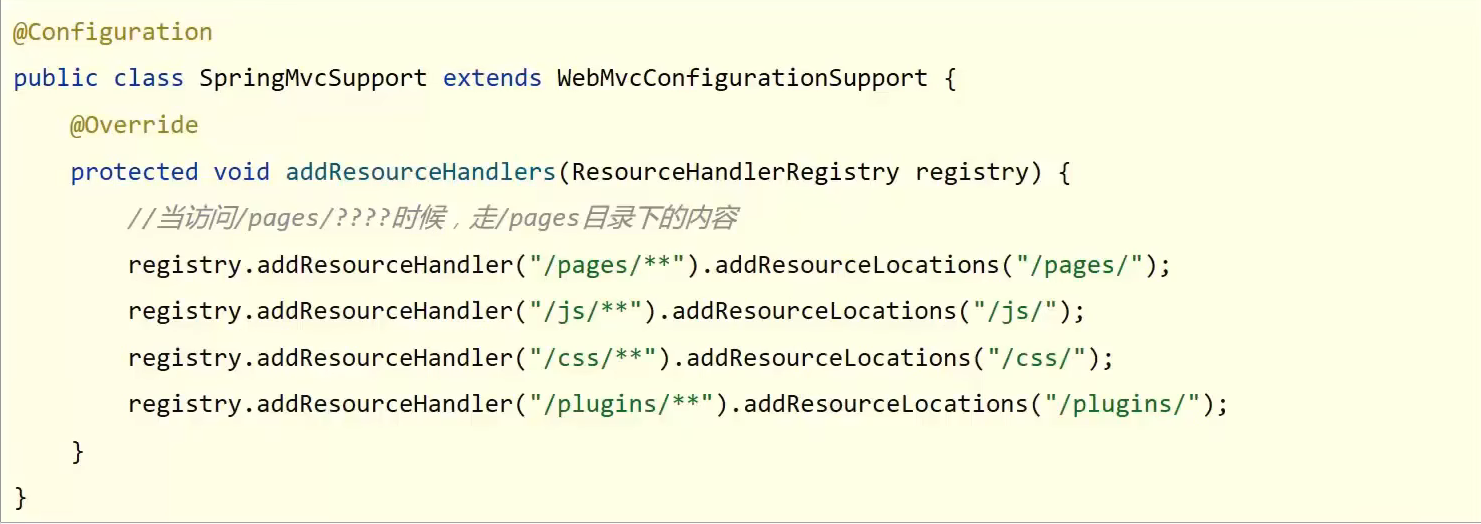 @Configuration
public class SpringMvcSupport extends WebMvcConfigurationSupport {
@Override
protected void addResourceHandlers(ResourceHandlerRegistry registry) {
//当访问/pages/????时候，走/pages目录下的内容
registry.addResourceHandler("/pages/**").addResourceLocations("/pages/");
registry.addResourceHandler("/js/**").addResourceLocations("/js/");
registry.addResourceHandler("/css/**").addResourceLocations("/css/");
registry.addResourceHandler("/plugins/**").addResourceLocations("/plugins/");
}
}